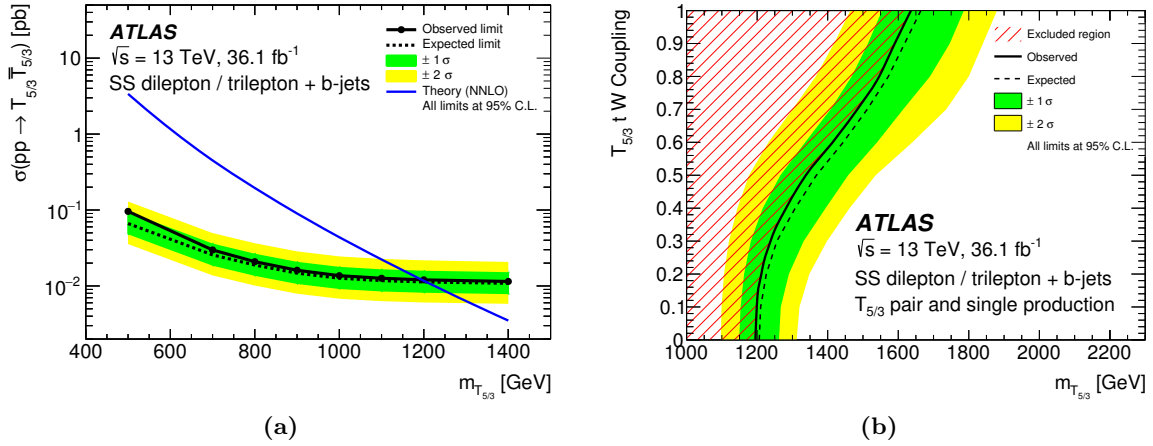 σ(pp → T5/3 T̅5/3) [pb]
10
1
10⁻¹
10⁻²
ATLAS
√s = 13 TeV, 36.1 fb⁻¹
SS dilepton / trilepton + b-jets
Observed limit
Expected limit
± 1 σ
± 2 σ
Theory (NNLO)
All limits at 95% C.L.
400 600 800 1000 1200 1400
mT5/3 [GeV]
(a)
T5/3 t W Coupling
1
0.9
0.8
0.7
0.6
0.5
0.4
0.3
0.2
0.1
0
Excluded region
Observed
Expected
± 1 σ
± 2 σ
All limits at 95% C.L.
ATLAS
√s = 13 TeV, 36.1 fb⁻¹
SS dilepton / trilepton + b-jets
T5/3 pair and single production
1000 1200 1400 1600 1800 2000 2200
mT5/3 [GeV]
(b)